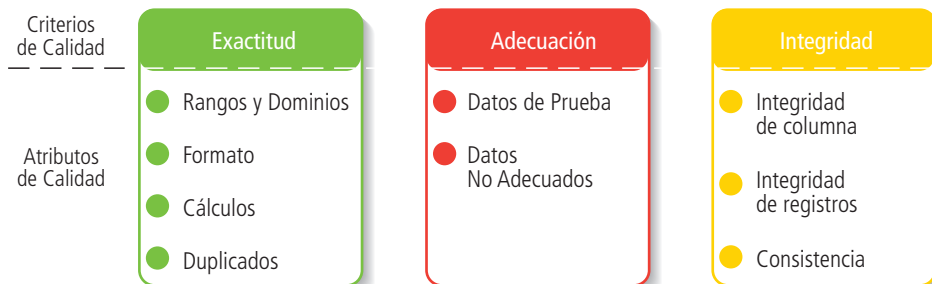 Criterios
de Calidad
Exactitud
Adecuación
Integridad
Atributos
de Calidad
Rangos y Dominios
Formato
Cálculos
Duplicados
Datos de Prueba
Datos
No Adecuados
Integridad
de columna
Integridad
de registros
Consistencia